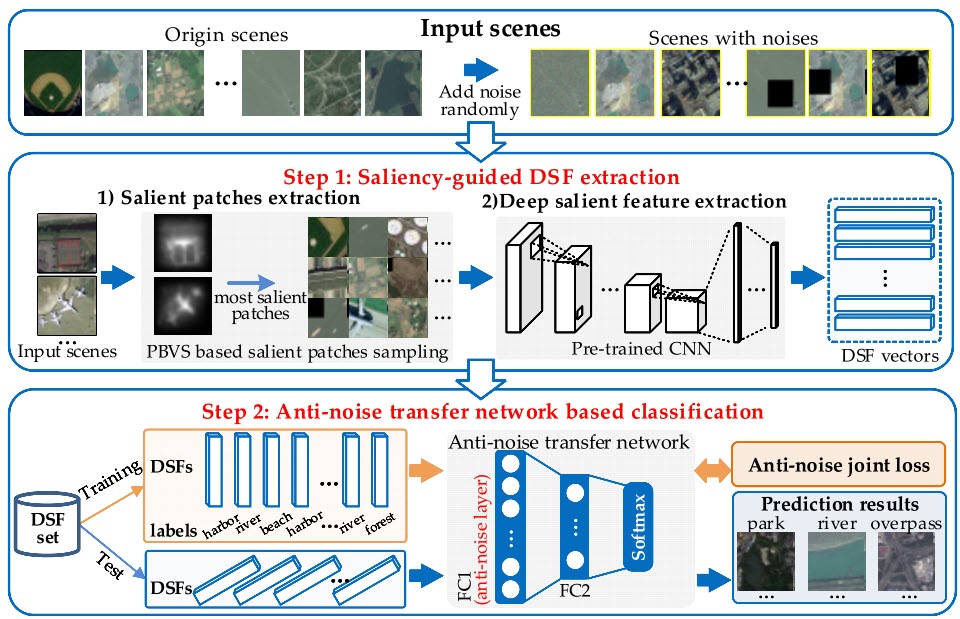 Input scenes
Origin scenes
Scenes with noises
...
Add noise
randomly
...
Step 1: Saliency-guided DSF extraction
1) Salient patches extraction
2)Deep salient feature extraction
most salient
patches
...
...
...
...
...
...
Input scenes
...
PBVS based salient patches sampling
Pre-trained CNN
DSF vectors
Step 2: Anti-noise transfer network based classification
DSF
set
Training
Test
DSFs
...
labels
harbor
river
beach
harbor
...
river
forest
DSFs
...
Anti-noise transfer network
FC1
(anti-noise layer)
...
...
FC2
Softmax
Anti-noise joint loss
Prediction results
park
river
overpass
...
...
...